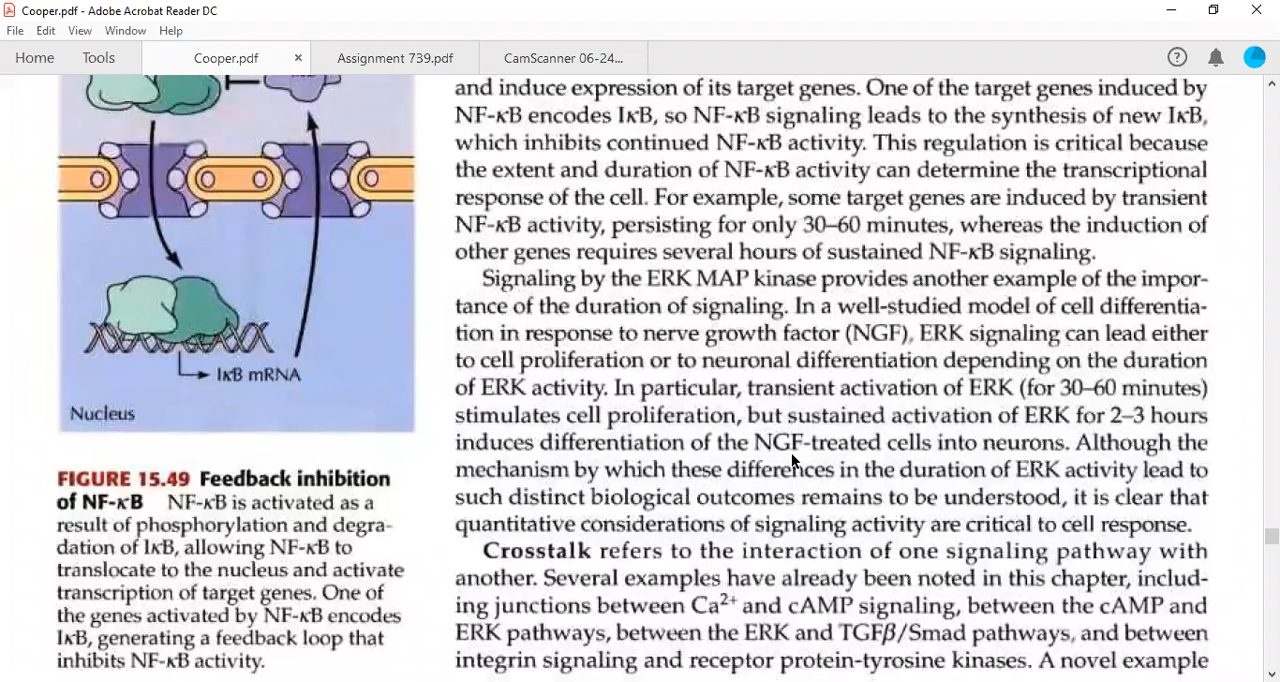 Cooper.pdf - Adobe Acrobat Reader DC
File Edit View Window Help
Home Tools Cooper.pdf × Assignment 739.pdf CamScanner 06-24...
IκB mRNA
Nucleus
FIGURE 15.49 Feedback inhibition
of NF-κB NF-κB is activated as a
result of phosphorylation and degra-
dation of IκB, allowing NF-κB to
translocate to the nucleus and activate
transcription of target genes. One of
the genes activated by NF-κB encodes
IκB, generating a feedback loop that
inhibits NF-κB activity.
and induce expression of its target genes. One of the target genes induced by
NF-κB encodes IκB, so NF-κB signaling leads to the synthesis of new IκB,
which inhibits continued NF-κB activity. This regulation is critical because
the extent and duration of NF-κB activity can determine the transcriptional
response of the cell. For example, some target genes are induced by transient
NF-κB activity, persisting for only 30–60 minutes, whereas the induction of
other genes requires several hours of sustained NF-κB signaling.
Signaling by the ERK MAP kinase provides another example of the impor-
tance of the duration of signaling. In a well-studied model of cell differentia-
tion in response to nerve growth factor (NGF), ERK signaling can lead either
to cell proliferation or to neuronal differentiation depending on the duration
of ERK activity. In particular, transient activation of ERK (for 30–60 minutes)
stimulates cell proliferation, but sustained activation of ERK for 2–3 hours
induces differentiation of the NGF-treated cells into neurons. Although the
mechanism by which these differences in the duration of ERK activity lead to
such distinct biological outcomes remains to be understood, it is clear that
quantitative considerations of signaling activity are critical to cell response.
Crosstalk refers to the interaction of one signaling pathway with
another. Several examples have already been noted in this chapter, includ-
ing junctions between Ca²⁺ and cAMP signaling, between the cAMP and
ERK pathways, between the ERK and TGFβ/Smad pathways, and between
integrin signaling and receptor protein-tyrosine kinases. A novel example